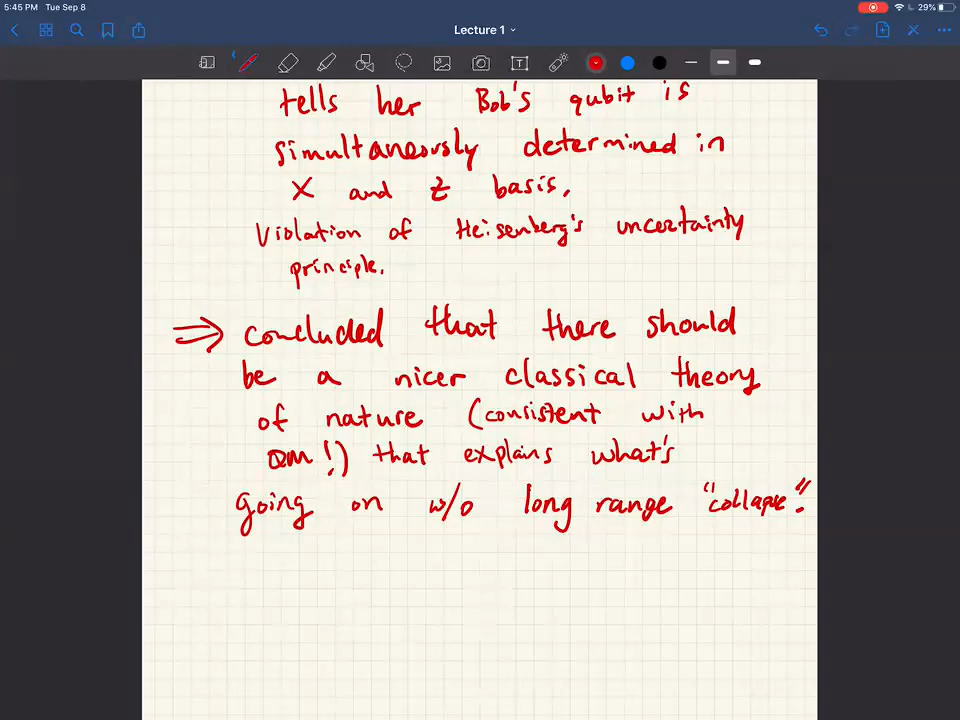 5:45 PM Tue Sep 8
29%
Lecture 1
T
tells her Bob's qubit is
simultaneously determined in
X and Z basis.
Violation of Heisenberg's uncertainty
principle.
⇒ concluded that there should
be a nicer classical theory
of nature (consistent with
QM!) that explains what's
going on w/o long range "collapse".